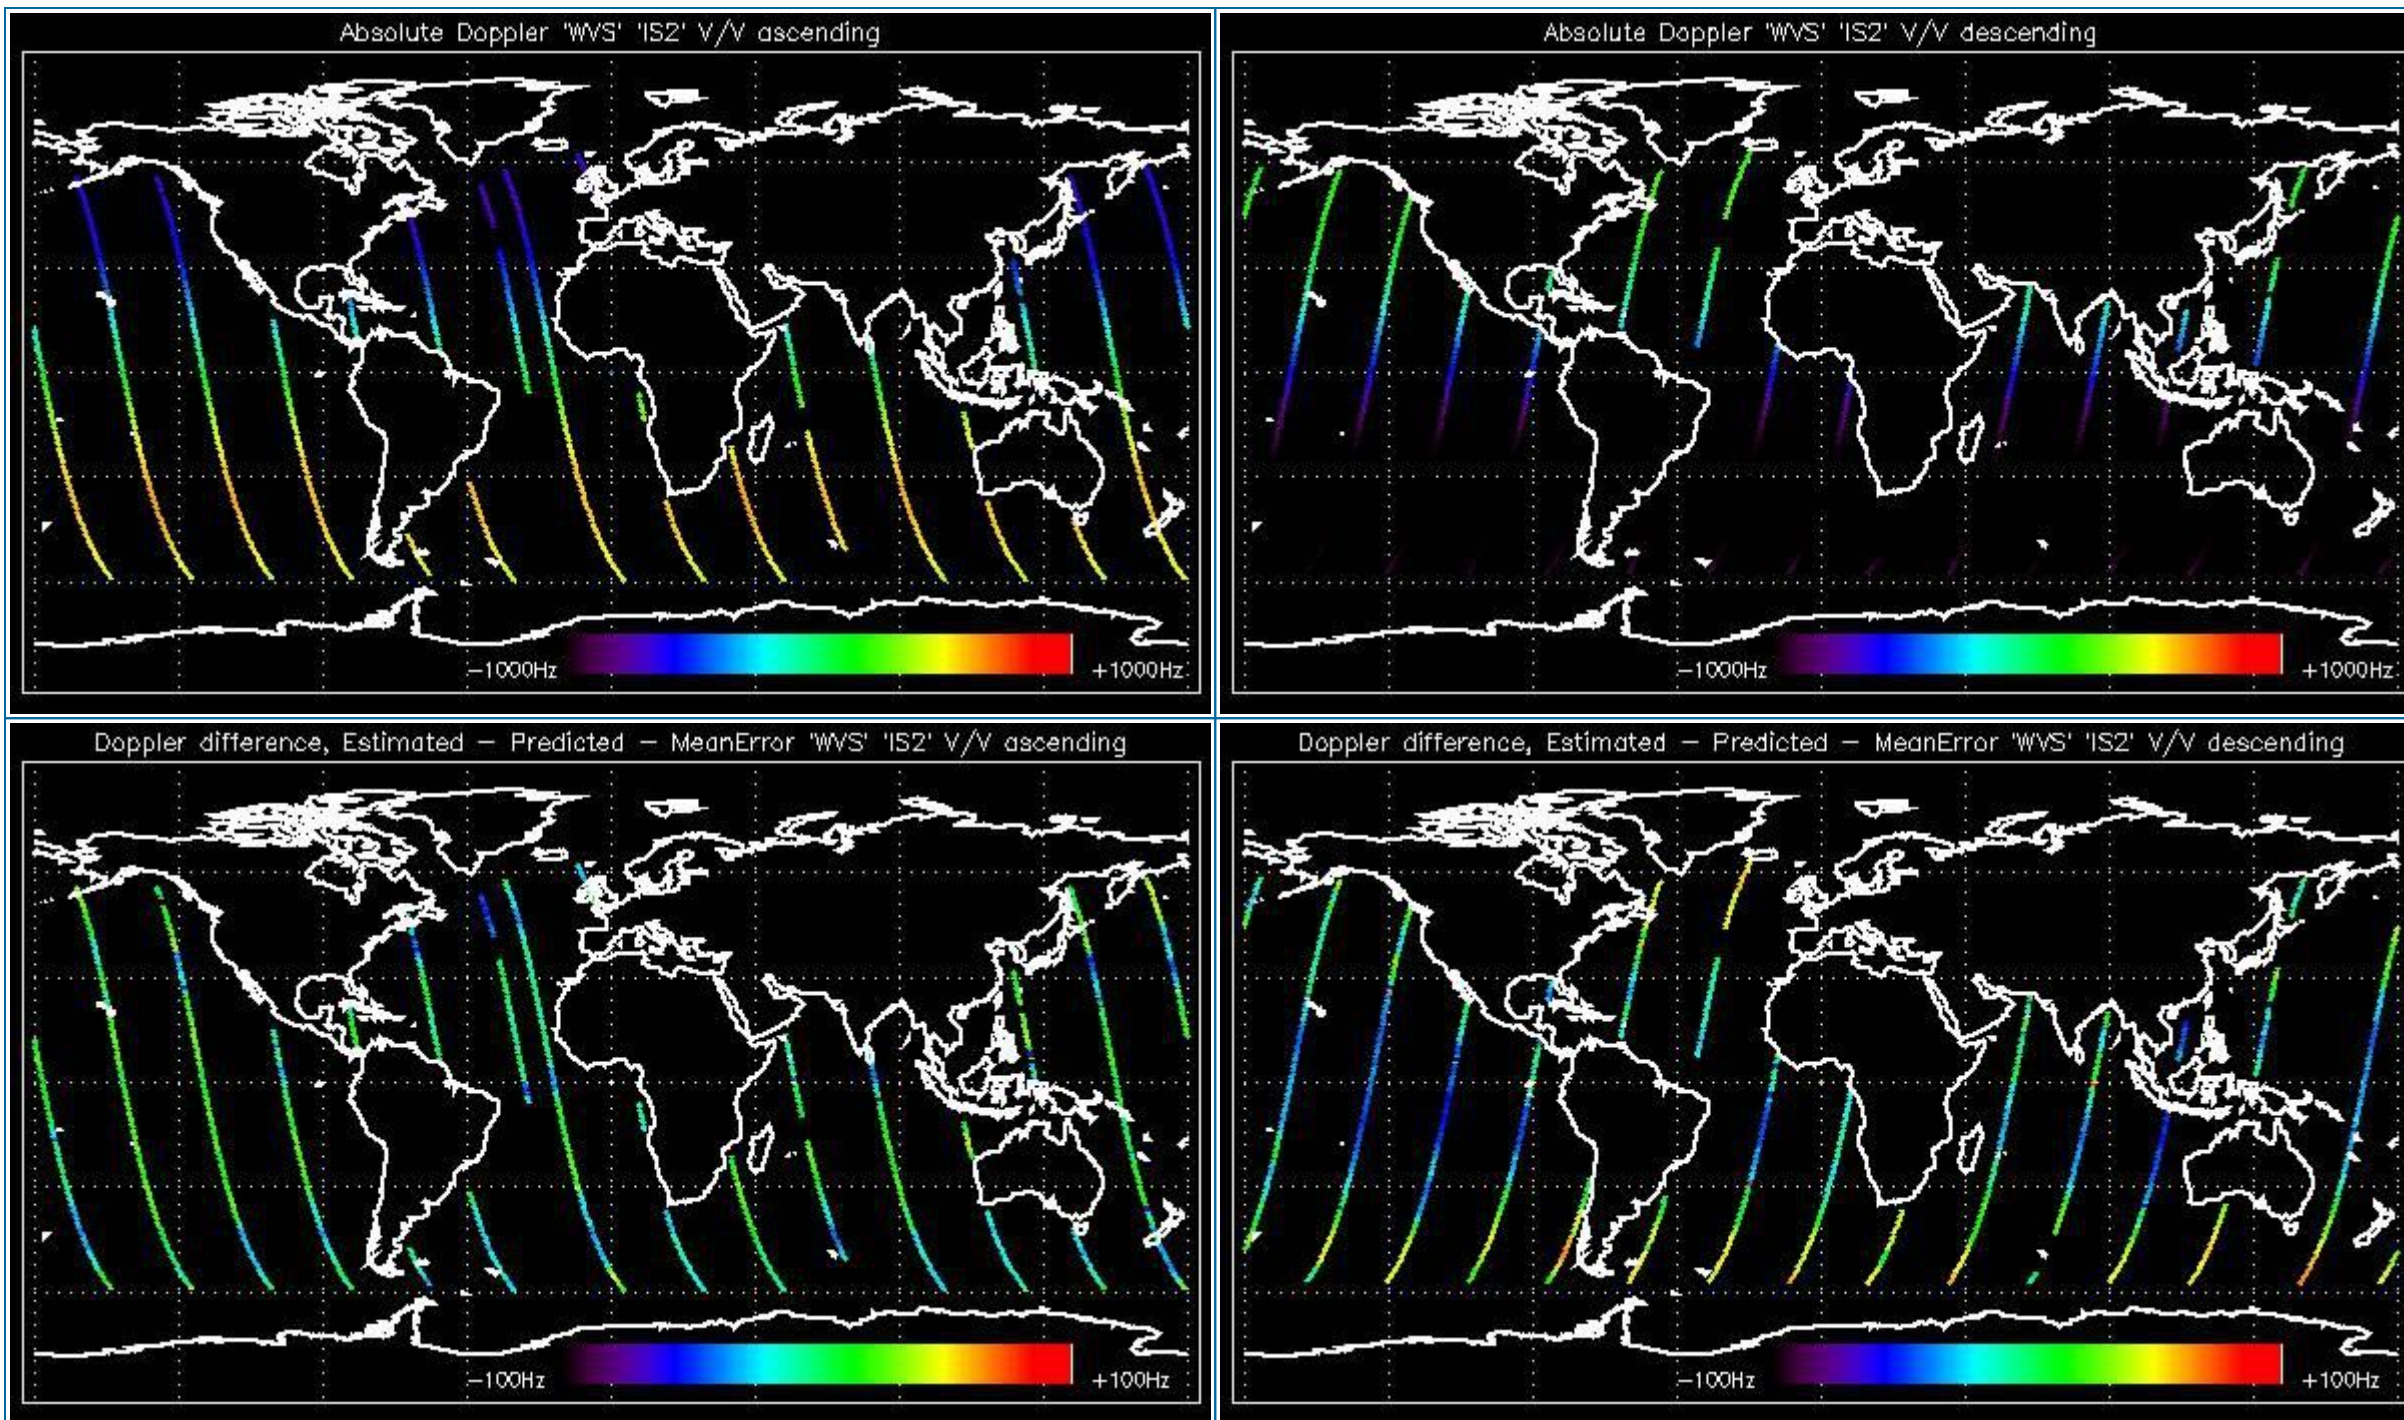 Absolute Doppler 'WVS' 'IS2' V/V ascending
-1000Hz
+1000Hz
Absolute Doppler 'WVS' 'IS2' V/V descending
-1000Hz
+1000Hz
Doppler difference, Estimated - Predicted - MeanError 'WVS' 'IS2' V/V ascending
-100Hz
+100Hz
Doppler difference, Estimated - Predicted - MeanError 'WVS' 'IS2' V/V descending
-100Hz
+100Hz